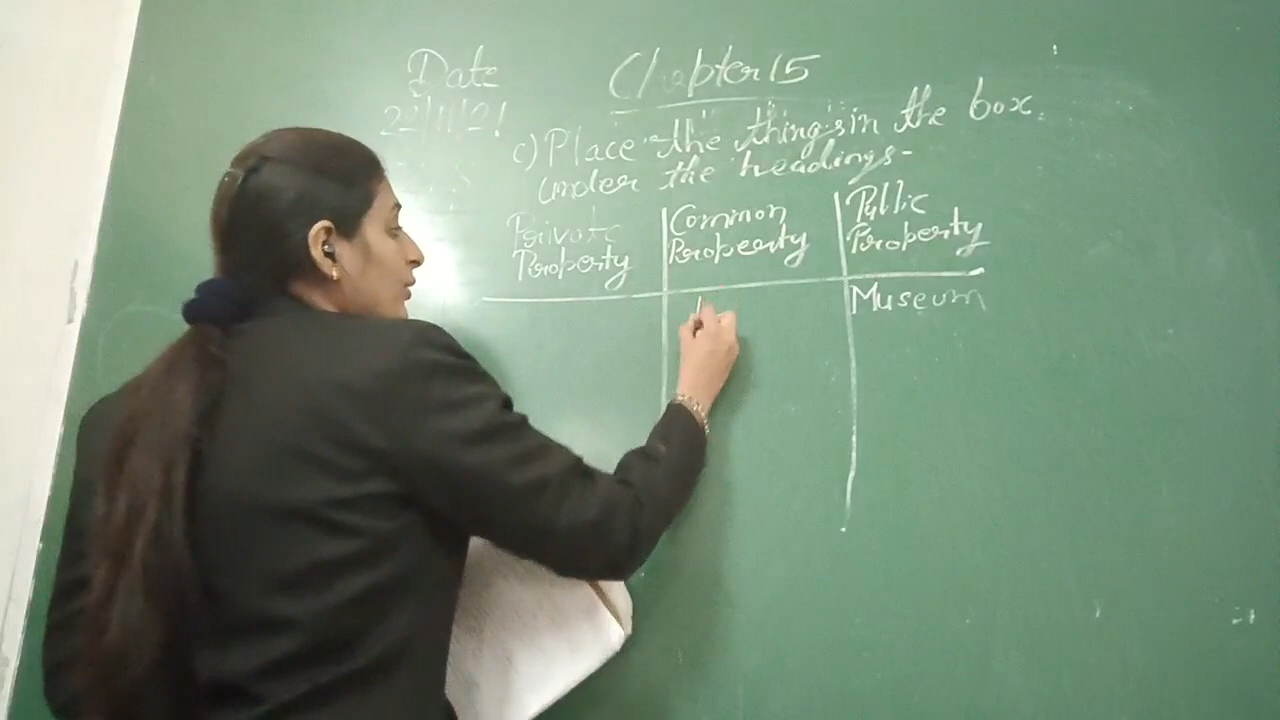 Date
22/11/21
Chapter 15
c) Place the things in the box
under the headings-
Private
Property
Common
Property
Public
Property
Museum